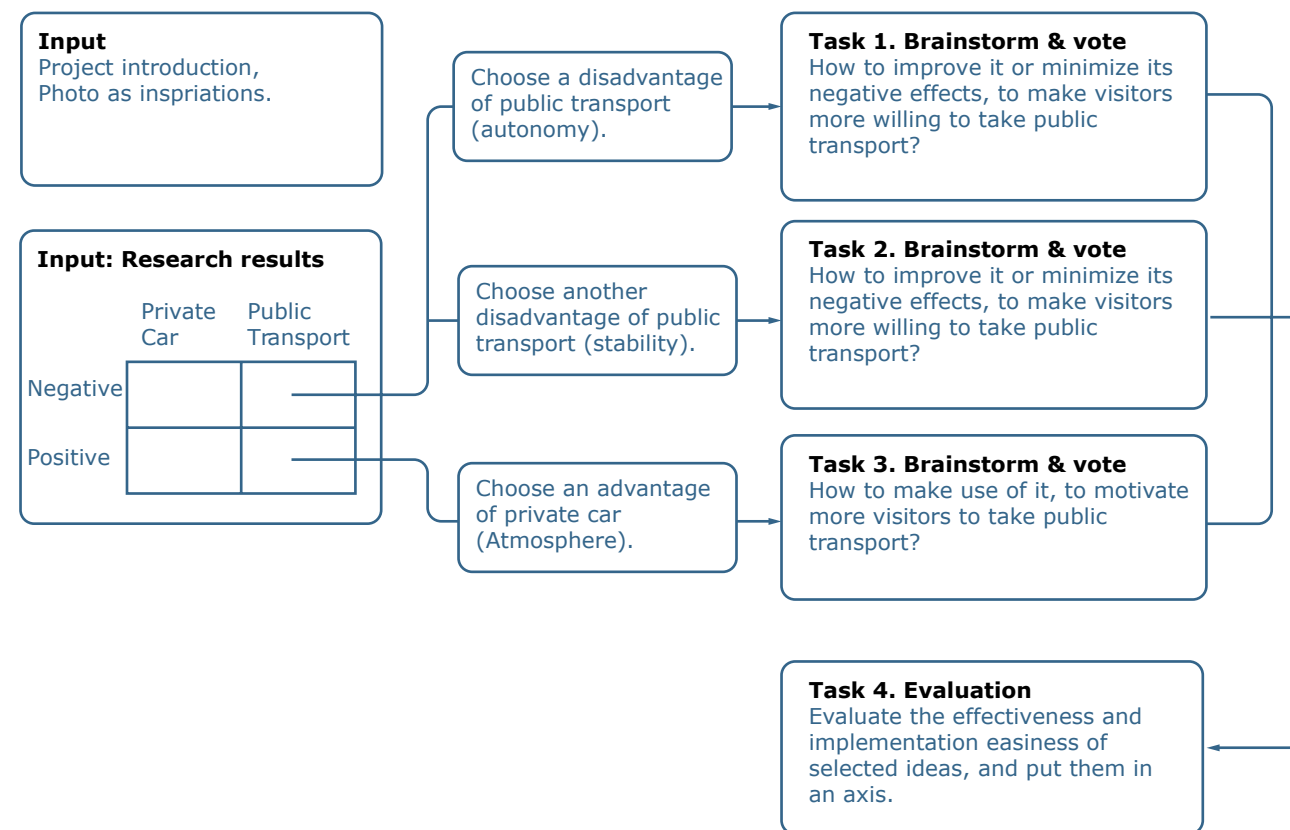 Input
Project introduction,
Photo as inspriations.
Input: Research results
Private
Car
Public
Transport
Negative
Positive
Choose a disadvantage
of public transport
(autonomy).
Choose another
disadvantage of public
transport (stability).
Choose an advantage
of private car
(Atmosphere).
Task 1. Brainstorm & vote
How to improve it or minimize its
negative effects, to make visitors
more willing to take public
transport?
Task 2. Brainstorm & vote
How to improve it or minimize its
negative effects, to make visitors
more willing to take public
transport?
Task 3. Brainstorm & vote
How to make use of it, to motivate
more visitors to take public
transport?
Task 4. Evaluation
Evaluate the effectiveness and
implementation easiness of
selected ideas, and put them in
an axis.